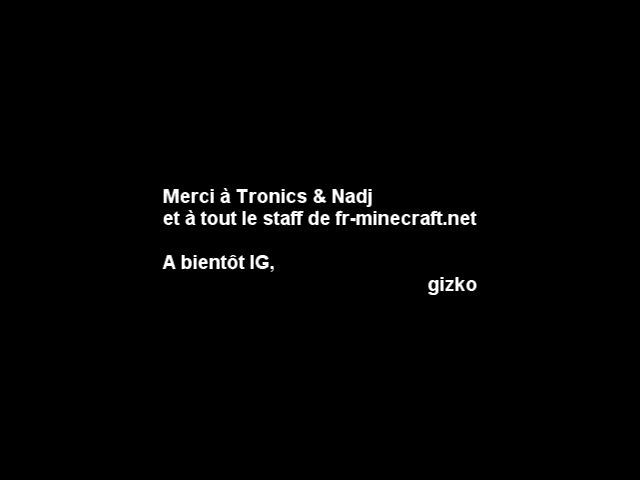 Merci à Tronics & Nadj
et à tout le staff de fr-minecraft.net
A bientôt IG,
gizko